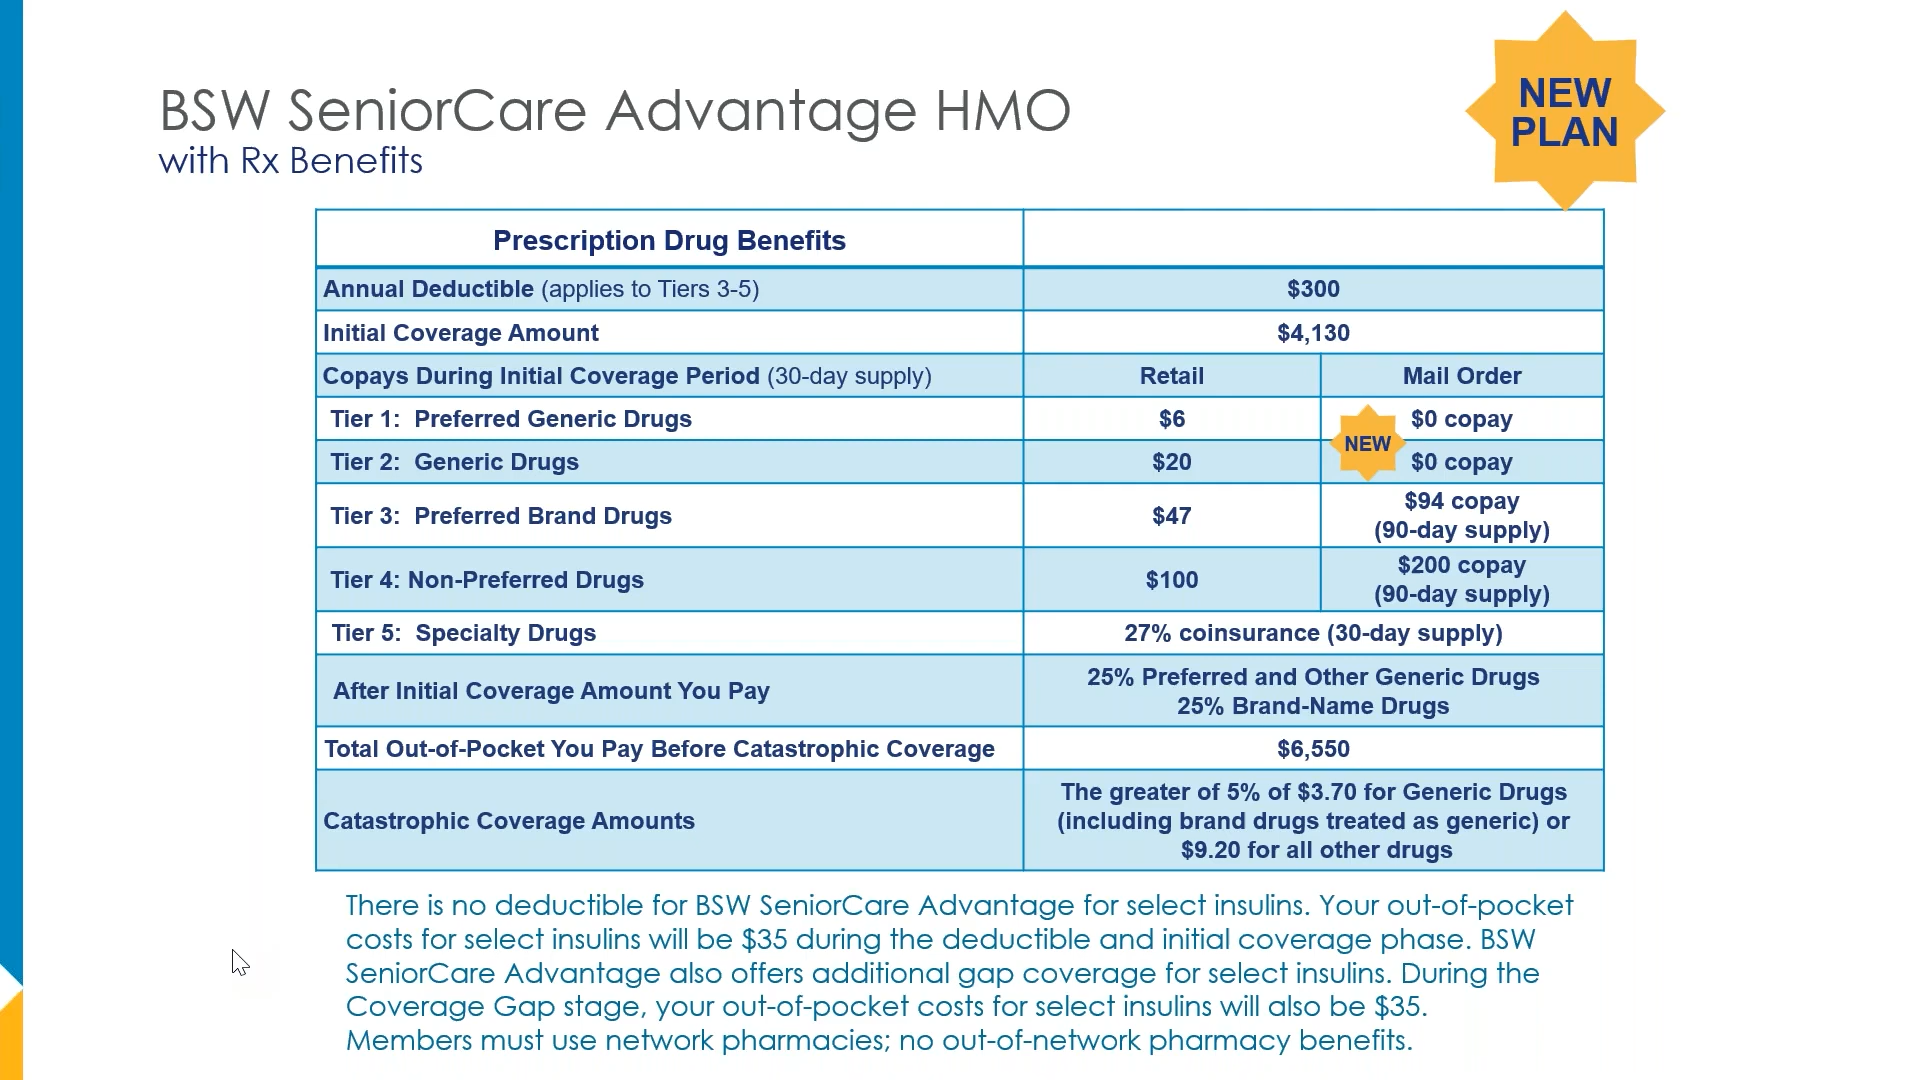 NEW
PLAN
BSW SeniorCare Advantage HMO
with Rx Benefits
Prescription Drug Benefits
Annual Deductible (applies to Tiers 3-5) $300
Initial Coverage Amount $4,130
Copays During Initial Coverage Period (30-day supply) Retail Mail Order
Tier 1: Preferred Generic Drugs $6 $0 copay
NEW
Tier 2: Generic Drugs $20 $0 copay
Tier 3: Preferred Brand Drugs $47 $94 copay
(90-day supply)
Tier 4: Non-Preferred Drugs $100 $200 copay
(90-day supply)
Tier 5: Specialty Drugs 27% coinsurance (30-day supply)
After Initial Coverage Amount You Pay 25% Preferred and Other Generic Drugs
25% Brand-Name Drugs
Total Out-of-Pocket You Pay Before Catastrophic Coverage $6,550
Catastrophic Coverage Amounts The greater of 5% of $3.70 for Generic Drugs
(including brand drugs treated as generic) or
$9.20 for all other drugs
There is no deductible for BSW SeniorCare Advantage for select insulins. Your out-of-pocket
costs for select insulins will be $35 during the deductible and initial coverage phase. BSW
SeniorCare Advantage also offers additional gap coverage for select insulins. During the
Coverage Gap stage, your out-of-pocket costs for select insulins will also be $35.
Members must use network pharmacies; no out-of-network pharmacy benefits.